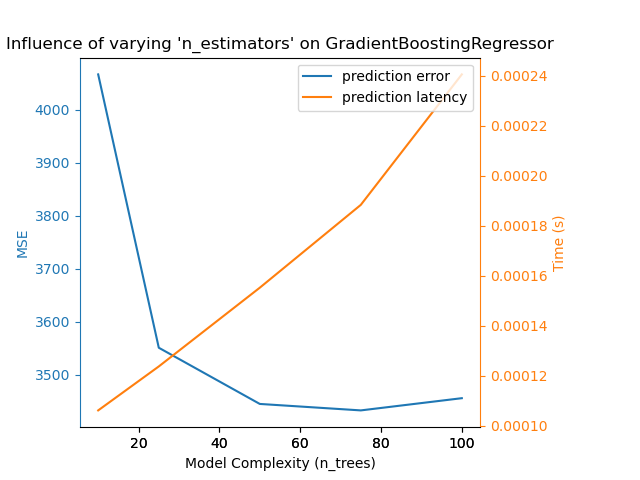 Influence of varying 'n_estimators' on GradientBoostingRegressor
prediction error
prediction latency
4000
3900
3800
3700
3600
3500
MSE
0.00024
0.00022
0.00020
0.00018
0.00016
0.00014
0.00012
0.00010
Time (s)
20 40 60 80 100
Model Complexity (n_trees)